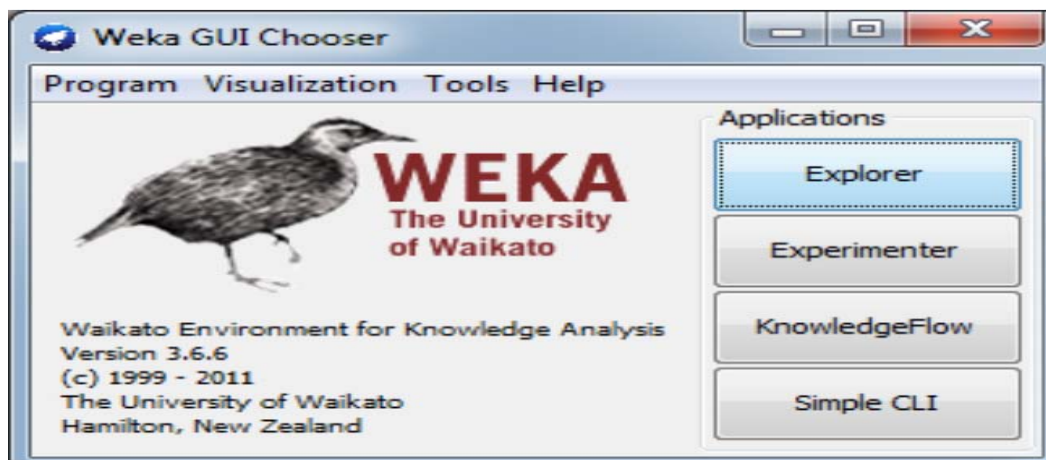 Weka GUI Chooser
Program Visualization Tools Help
WEKA
The University
of Waikato
Waikato Environment for Knowledge Analysis
Version 3.6.6
(c) 1999 - 2011
The University of Waikato
Hamilton, New Zealand
Applications
Explorer
Experimenter
KnowledgeFlow
Simple CLI